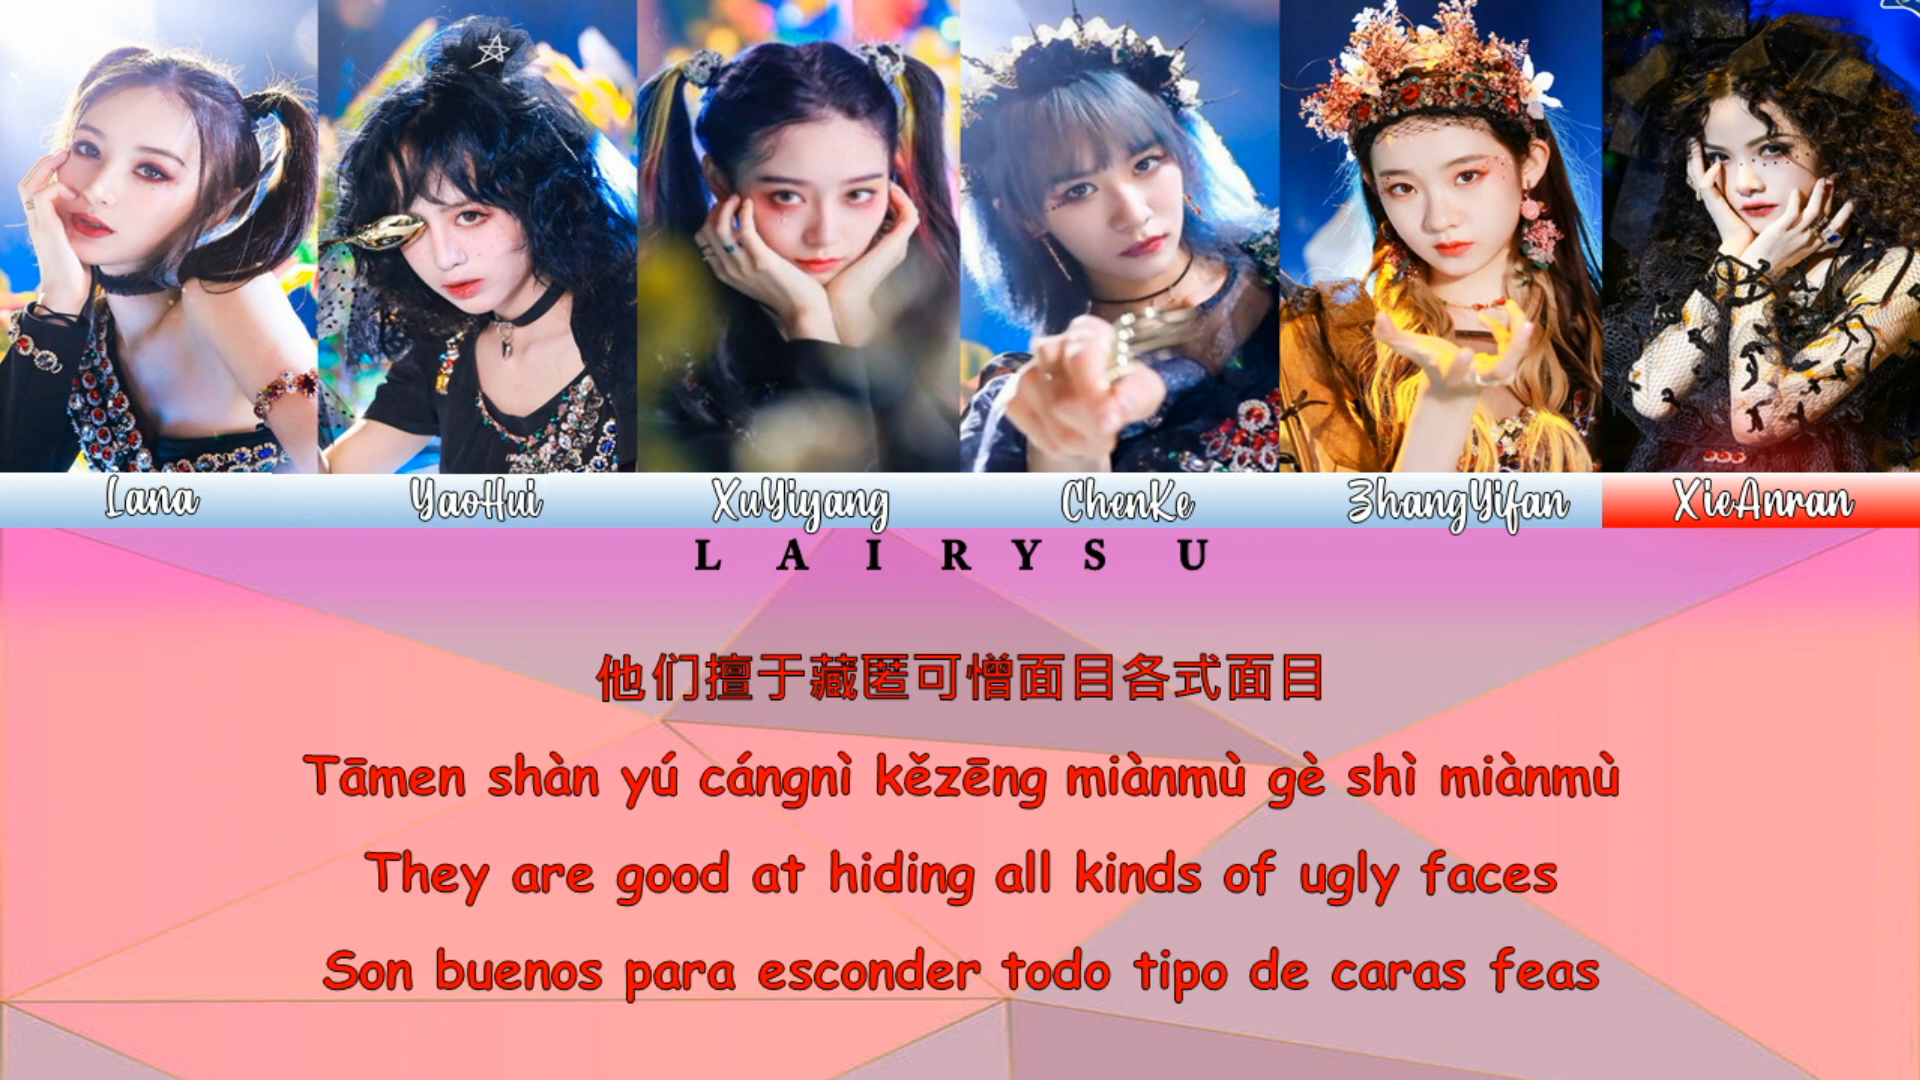 Lana
YaoHui
XuYiyang
ChenKe
ZhangYifan
XieAnran
LAIRYSU
他们擅于藏匿可憎面目各式面目
Tāmen shàn yú cángnì kězēng miànmù gè shì miànmù
They are good at hiding all kinds of ugly faces
Son buenos para esconder todo tipo de caras feas